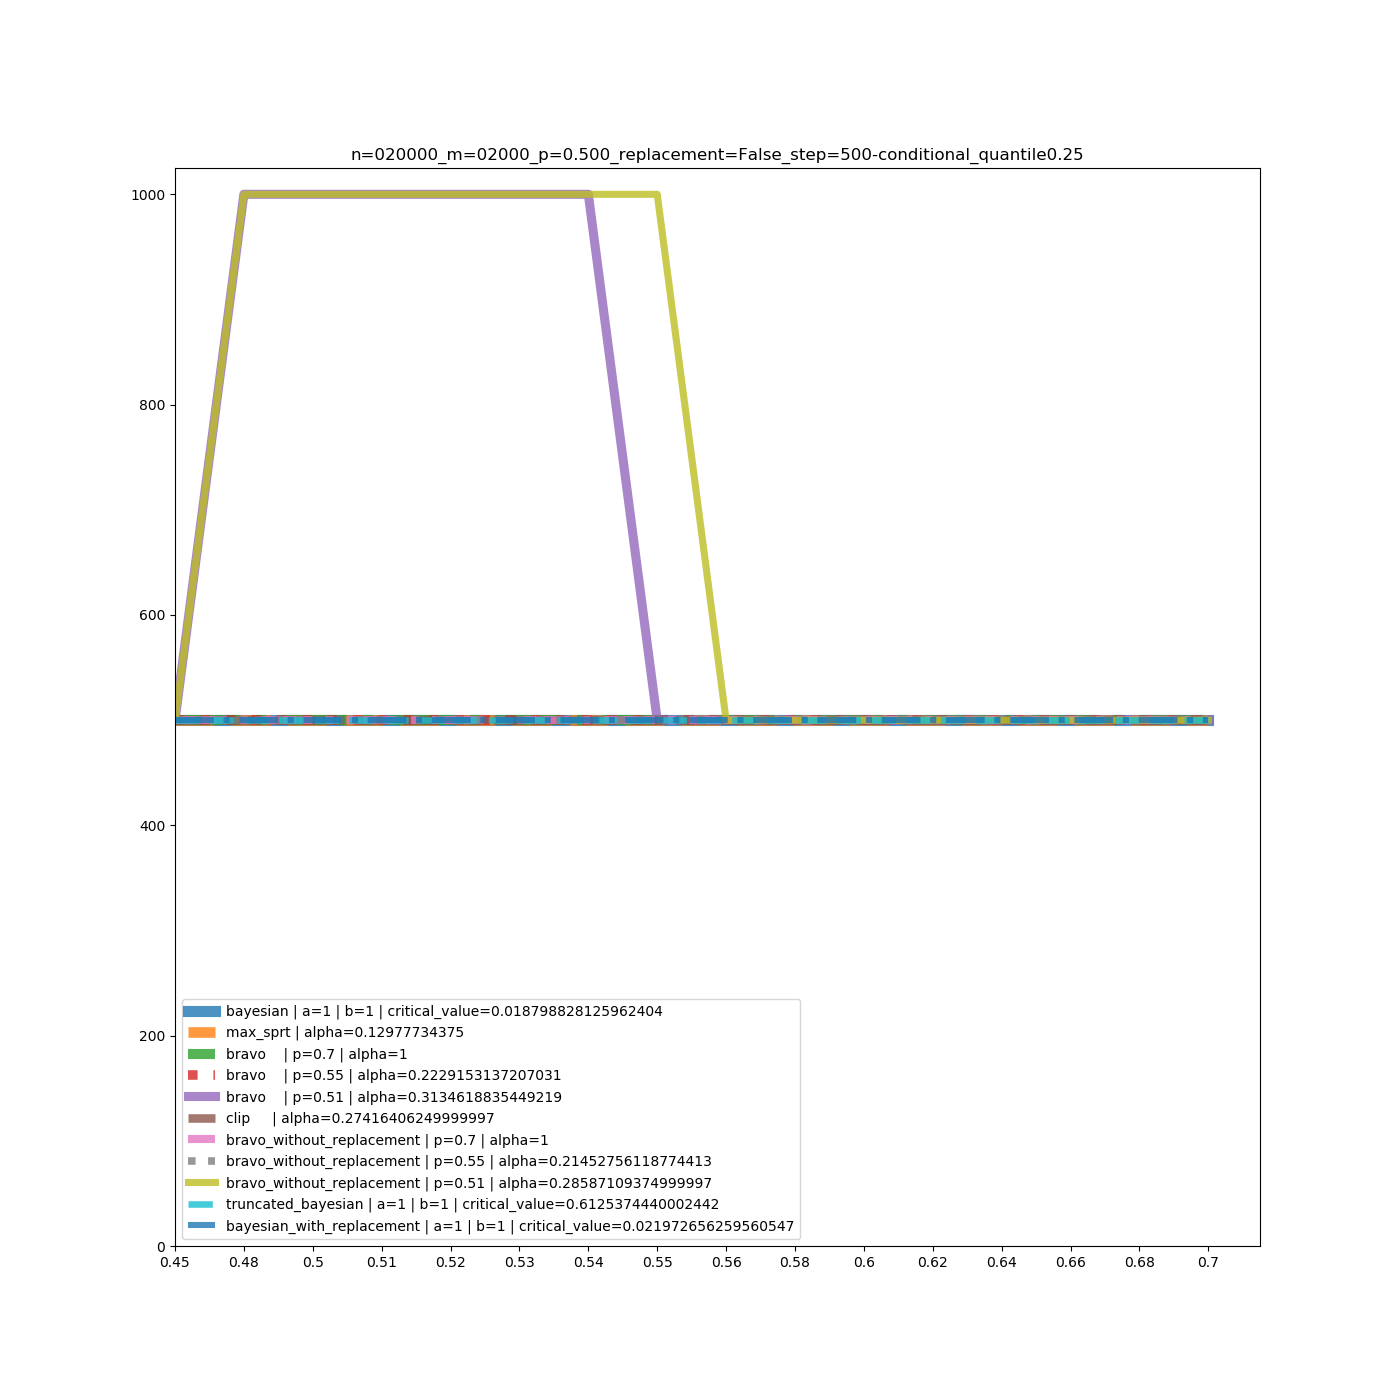 n=020000_m=02000_p=0.500_replacement=False_step=500-conditional_quantile0.25
1000
800
600
400
200
0
bayesian | a=1 | b=1 | critical_value=0.018798828125962404
max_sprt | alpha=0.12977734375
bravo | p=0.7 | alpha=1
bravo | p=0.55 | alpha=0.2229153137207031
bravo | p=0.51 | alpha=0.3134618835449219
clip | alpha=0.27416406249999997
bravo_without_replacement | p=0.7 | alpha=1
bravo_without_replacement | p=0.55 | alpha=0.21452756118774413
bravo_without_replacement | p=0.51 | alpha=0.28587109374999997
truncated_bayesian | a=1 | b=1 | critical_value=0.6125374440002442
bayesian_with_replacement | a=1 | b=1 | critical_value=0.021972656259560547
0.45 0.48 0.5 0.51 0.52 0.53 0.54 0.55 0.56 0.58 0.6 0.62 0.64 0.66 0.68 0.7